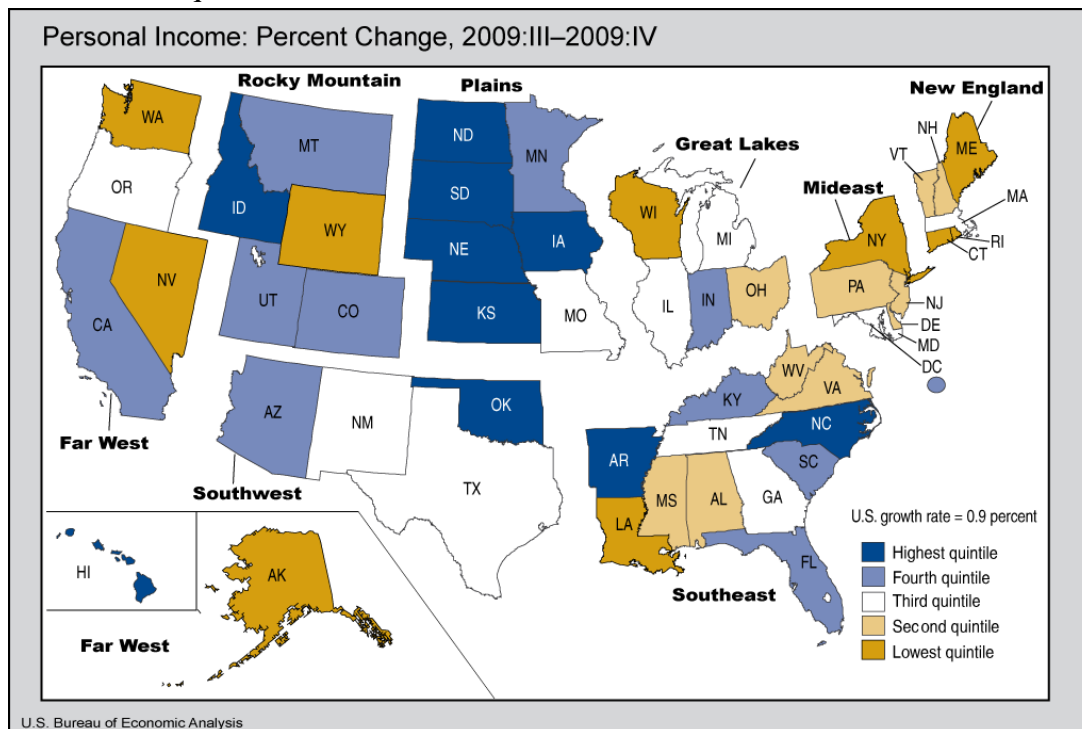 Personal Income: Percent Change, 2009:III–2009:IV
Rocky Mountain
Plains
New England
WA
MT
ND
MN
NH
ME
VT
Great Lakes
OR
ID
SD
WI
Mideast
MA
WY
MI
NY
RI
CT
NE
IA
NV
UT
CO
IL
IN
OH
PA
NJ
CA
KS
MO
DE
MD
DC
WV
VA
KY
AZ
NM
OK
NC
TN
Far West
AR
SC
TX
MS
AL
GA
Southwest
LA
U.S. growth rate = 0.9 percent
Highest quintile
HI
AK
FL
Fourth quintile
Southeast
Third quintile
Second quintile
Far West
Lowest quintile
U.S. Bureau of Economic Analysis